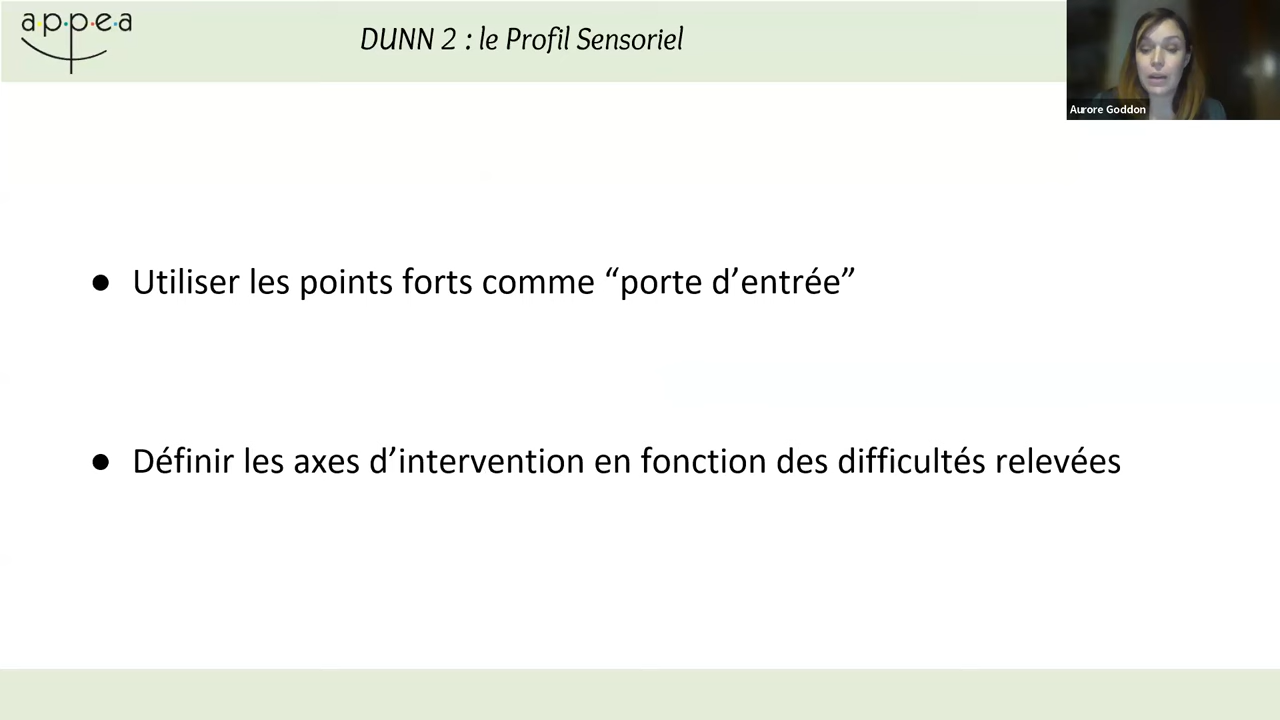 appea
DUNN 2 : le Profil Sensoriel
Aurore Goddon
● Utiliser les points forts comme “porte d’entrée”
● Définir les axes d’intervention en fonction des difficultés relevées